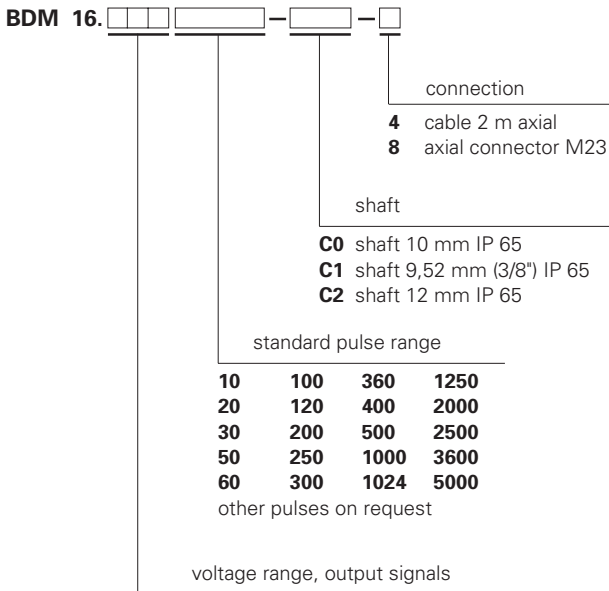 BDM 16. – –
connection
4 cable 2 m axial
8 axial connector M23
shaft
C0 shaft 10 mm IP 65
C1 shaft 9,52 mm (3/8") IP 65
C2 shaft 12 mm IP 65
standard pulse range
10 100 360 1250
20 120 400 2000
30 200 500 2500
50 250 1000 3600
60 300 1024 5000
other pulses on request
voltage range, output signals